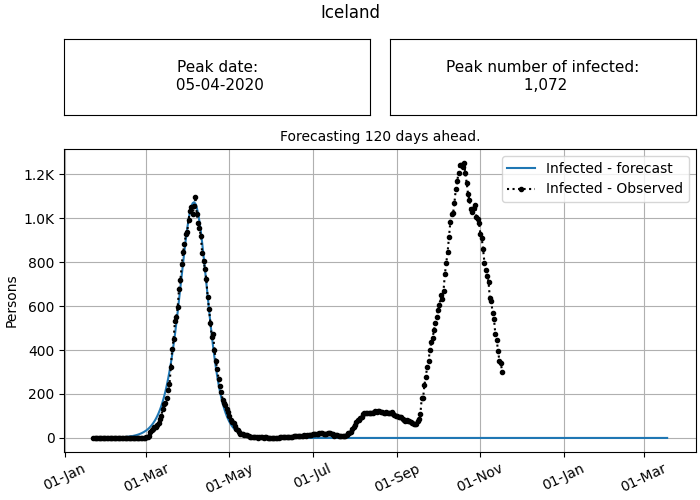 Iceland
Peak date:
05-04-2020
Peak number of infected:
1,072
Forecasting 120 days ahead.
Infected - forecast
Infected - Observed
1.2K
1.0K
800
600
400
200
0
Persons
01-Jan
01-Mar
01-May
01-Jul
01-Sep
01-Nov
01-Jan
01-Mar